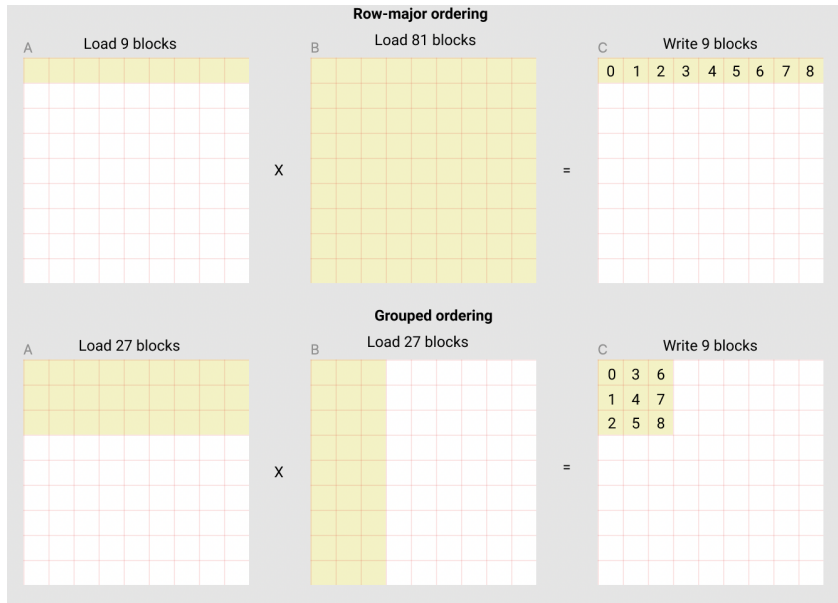 Row-major ordering
A Load 9 blocks
B Load 81 blocks
C Write 9 blocks
0 1 2 3 4 5 6 7 8
X
=
Grouped ordering
A Load 27 blocks
B Load 27 blocks
C Write 9 blocks
0 3 6
1 4 7
2 5 8
X
=